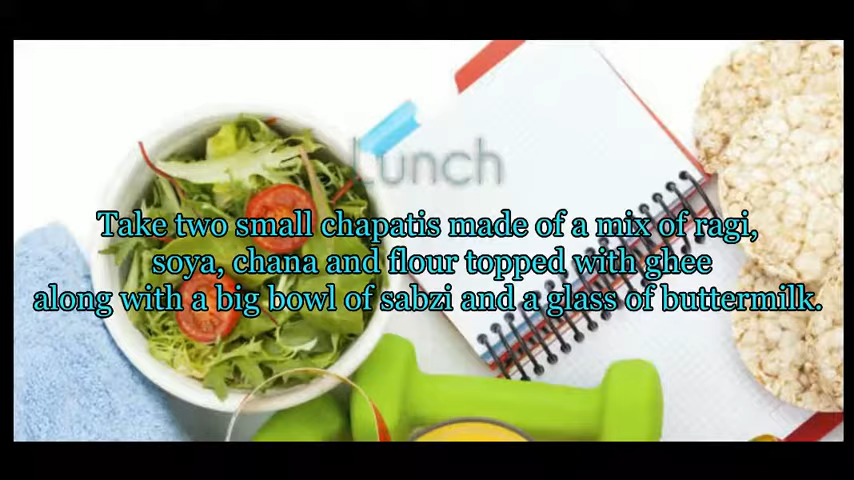 Lunch
Take two small chapatis made of a mix of ragi,
soya, chana and flour topped with ghee
along with a big bowl of sabzi and a glass of buttermilk.